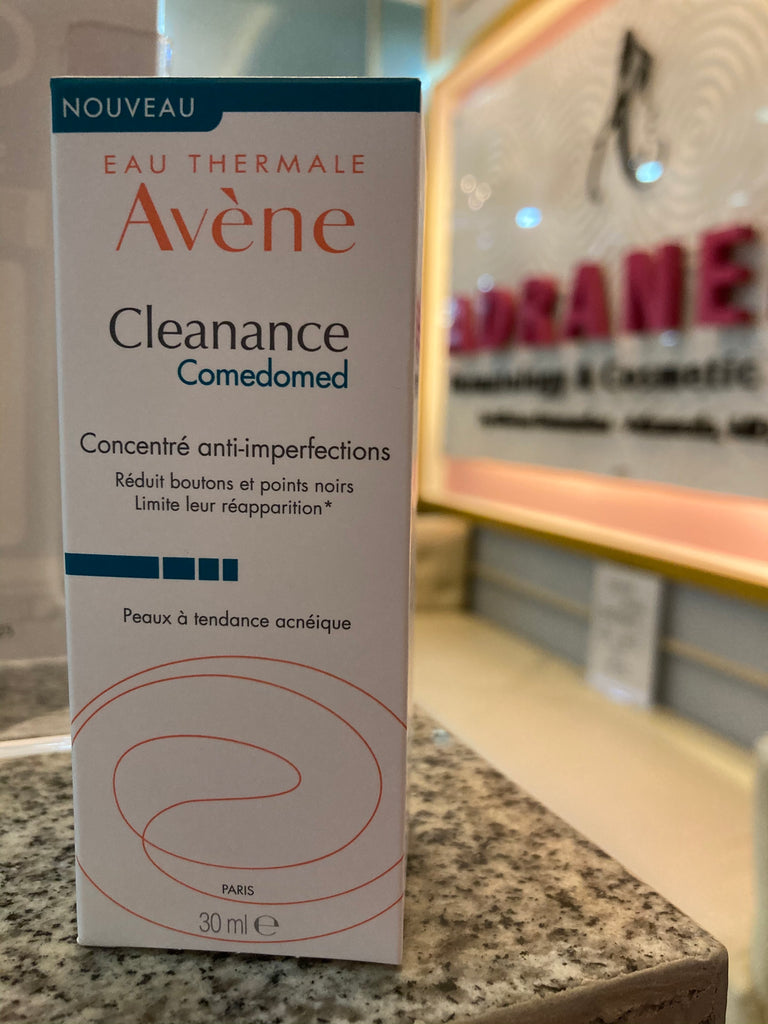 NOUVEAU
EAU THERMALE
Avène
Cleanance
Comedomed
Concentré anti-imperfections
Réduit boutons et points noirs
Limite leur réapparition*
Peaux à tendance acnéique
PARIS
30 ml ℮
& Cosmetic